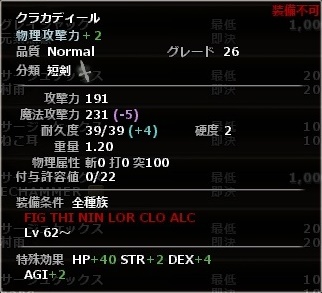 クラカディール
装備不可
物理攻撃力+2
品質 Normal グレード 26
分類 短剣
攻撃力 191
魔法攻撃力 231 (-5)
耐久度 39/39 (+4) 硬度 2
重量 1.20
物理属性 斬0 打0 突100
付与許容値 0/22
装備条件 全種族
FIG THI NIN LOR CLO ALC
Lv 62～
特殊効果 HP+40 STR+2 DEX+4
AGI+2